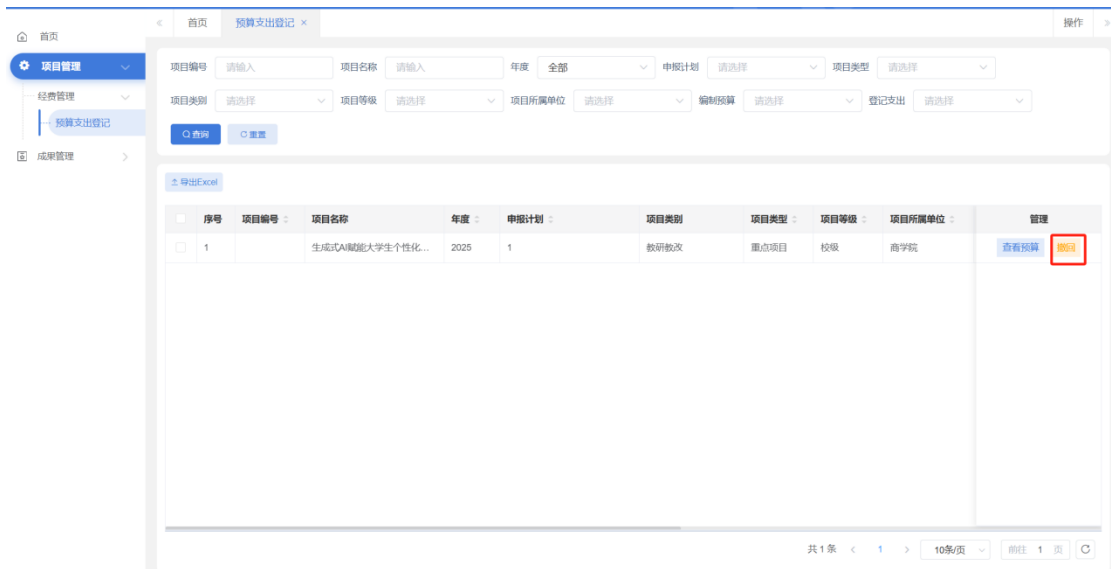 首页 预算支出登记 × 操作
首页
项目管理
经费管理
预算支出登记
成果管理
项目编号 请输入 项目名称 请输入 年度 全部 申报计划 请选择 项目类型 请选择
项目类别 请选择 项目等级 请选择 项目所属单位 请选择 编制预算 请选择 登记支出 请选择
查询 重置
导出Excel
序号 项目编号 项目名称 年度 申报计划 项目类别 项目类型 项目等级 项目所属单位 管理
1 生成式AI赋能大学生个性化... 2025 1 教研教改 重点项目 校级 商学院 查看预算 撤回
共1条 < 1 > 10条/页 前往 1 页